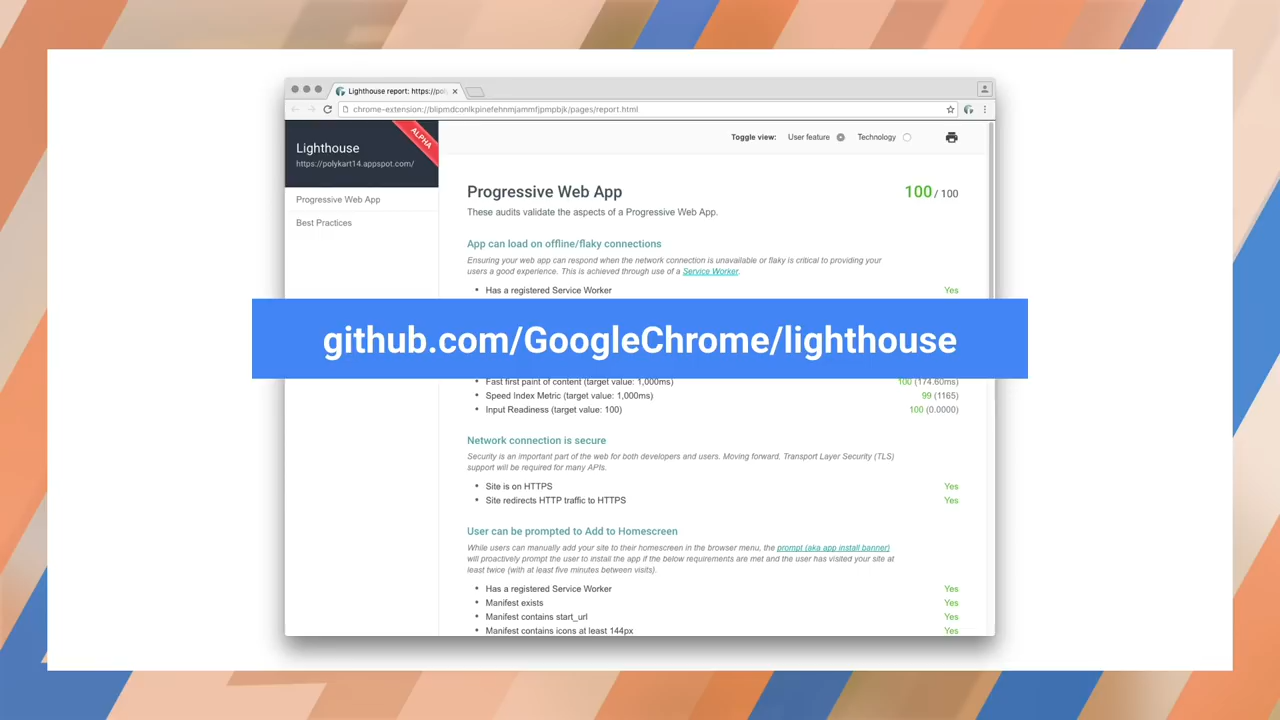 Lighthouse report: https://pol
chrome-extension://blipmdconlkpinefehnmjammfjpmpbjk/pages/report.html
Lighthouse
ALPHA
https://polykart14.appspot.com/
Progressive Web App
Best Practices
Toggle view: User feature Technology
Progressive Web App 100 / 100
These audits validate the aspects of a Progressive Web App.
App can load on offline/flaky connections
Ensuring your web app can respond when the network connection is unavailable or flaky is critical to providing your
users a good experience. This is achieved through use of a Service Worker.
• Has a registered Service Worker Yes
github.com/GoogleChrome/lighthouse
• Fast first paint of content (target value: 1,000ms) 100 (174.60ms)
• Speed Index Metric (target value: 1,000ms) 99 (1165)
• Input Readiness (target value: 100) 100 (0.0000)
Network connection is secure
Security is an important part of the web for both developers and users. Moving forward, Transport Layer Security (TLS)
support will be required for many APIs.
• Site is on HTTPS Yes
• Site redirects HTTP traffic to HTTPS Yes
User can be prompted to Add to Homescreen
While users can manually add your site to their homescreen in the browser menu, the prompt (aka app install banner)
will proactively prompt the user to install the app if the below requirements are met and the user has visited your site at
least twice (with at least five minutes between visits).
• Has a registered Service Worker Yes
• Manifest exists Yes
• Manifest contains start_url Yes
• Manifest contains icons at least 144px Yes